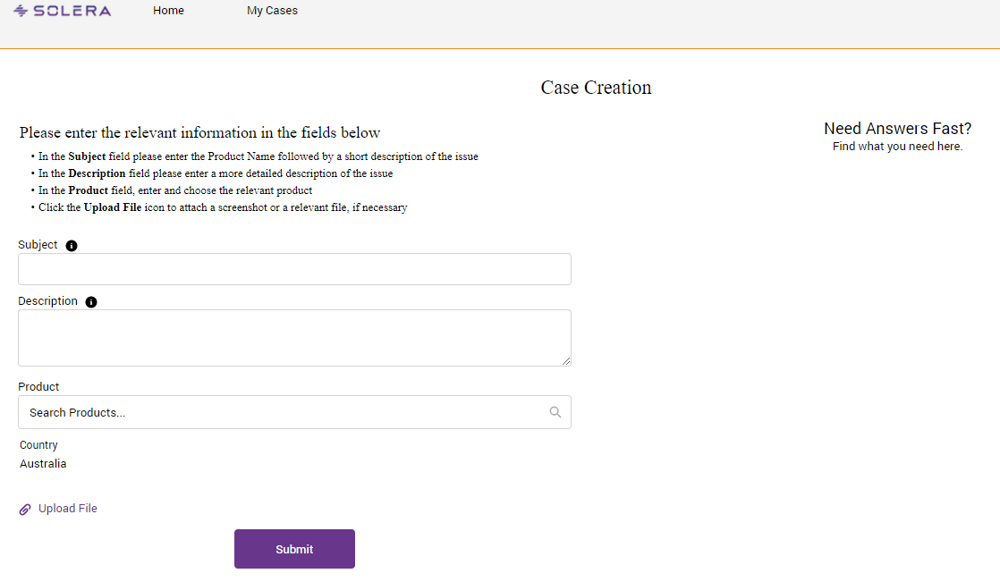 SOLERA Home My Cases
Case Creation
Please enter the relevant information in the fields below
• In the Subject field please enter the Product Name followed by a short description of the issue
• In the Description field please enter a more detailed description of the issue
• In the Product field, enter and choose the relevant product
• Click the Upload File icon to attach a screenshot or a relevant file, if necessary
Need Answers Fast?
Find what you need here.
Subject
Description
Product
Search Products...
Country
Australia
Upload File
Submit